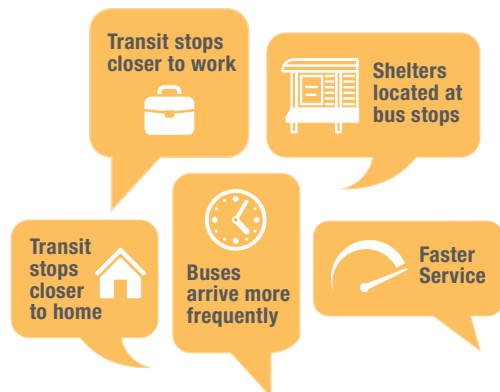 Transit stops
closer to work
Shelters
located at
bus stops
Transit
stops
closer
to home
Buses
arrive more
frequently
Faster
Service